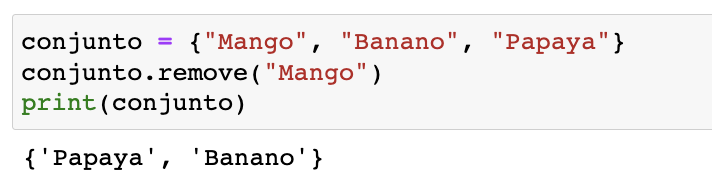 conjunto = {"Mango", "Banano", "Papaya"}
conjunto.remove("Mango")
print(conjunto)
{'Papaya', 'Banano'}